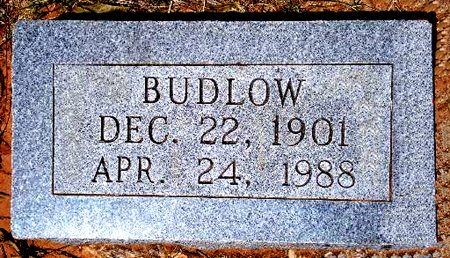 BUDLOW
DEC. 22, 1901
APR. 24, 1988